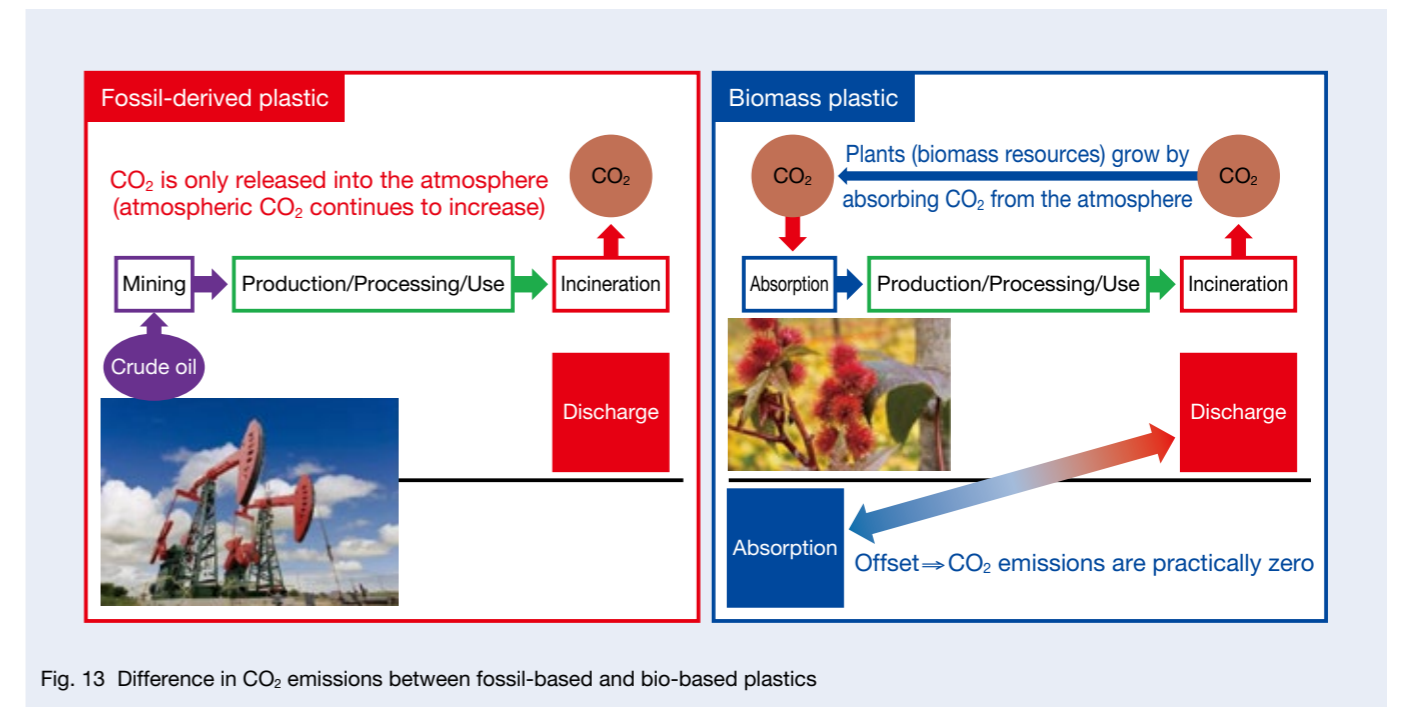 Fossil-derived plastic
CO₂ is only released into the atmosphere
(atmospheric CO₂ continues to increase)
CO₂
Mining
Production/Processing/Use
Incineration
Crude oil
Discharge
Biomass plastic
CO₂
Plants (biomass resources) grow by
absorbing CO₂ from the atmosphere
CO₂
Absorption
Production/Processing/Use
Incineration
Discharge
Absorption
Offset⇒CO₂ emissions are practically zero
Fig. 13 Difference in CO₂ emissions between fossil-based and bio-based plastics